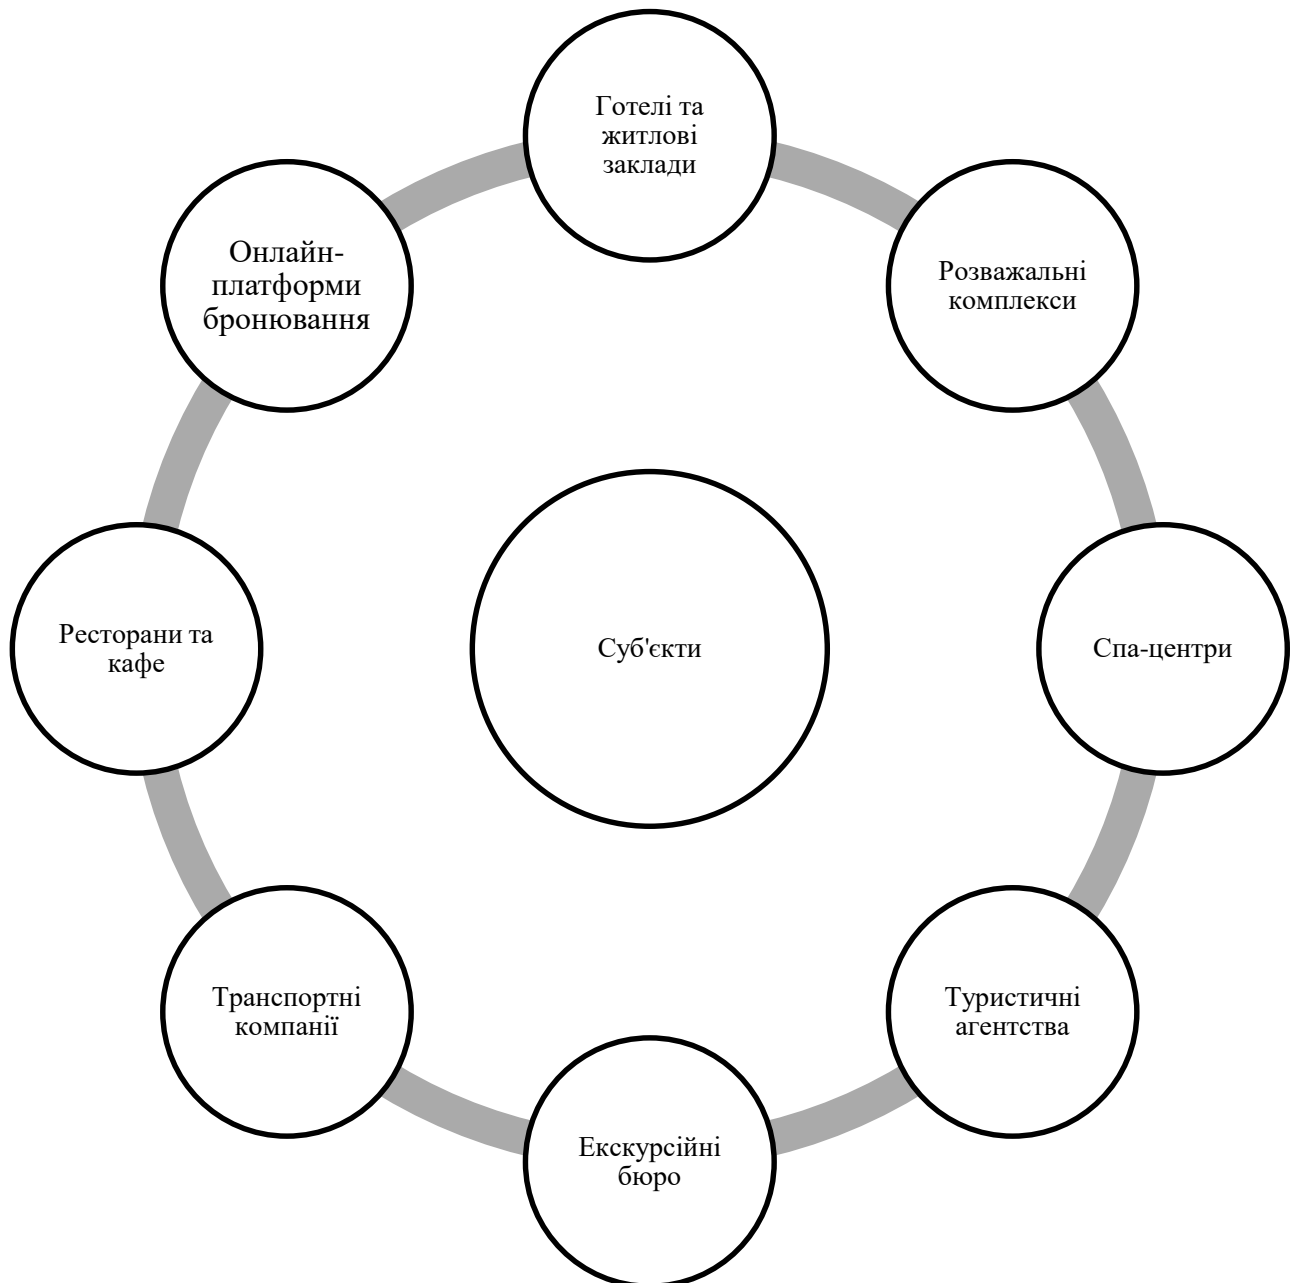 Готелі та
житлові
заклади
Розважальні
комплекси
Спа-центри
Туристичні
агентства
Екскурсійні
бюро
Транспортні
компанії
Ресторани та
кафе
Онлайн-
платформи
бронювання
Суб'єкти